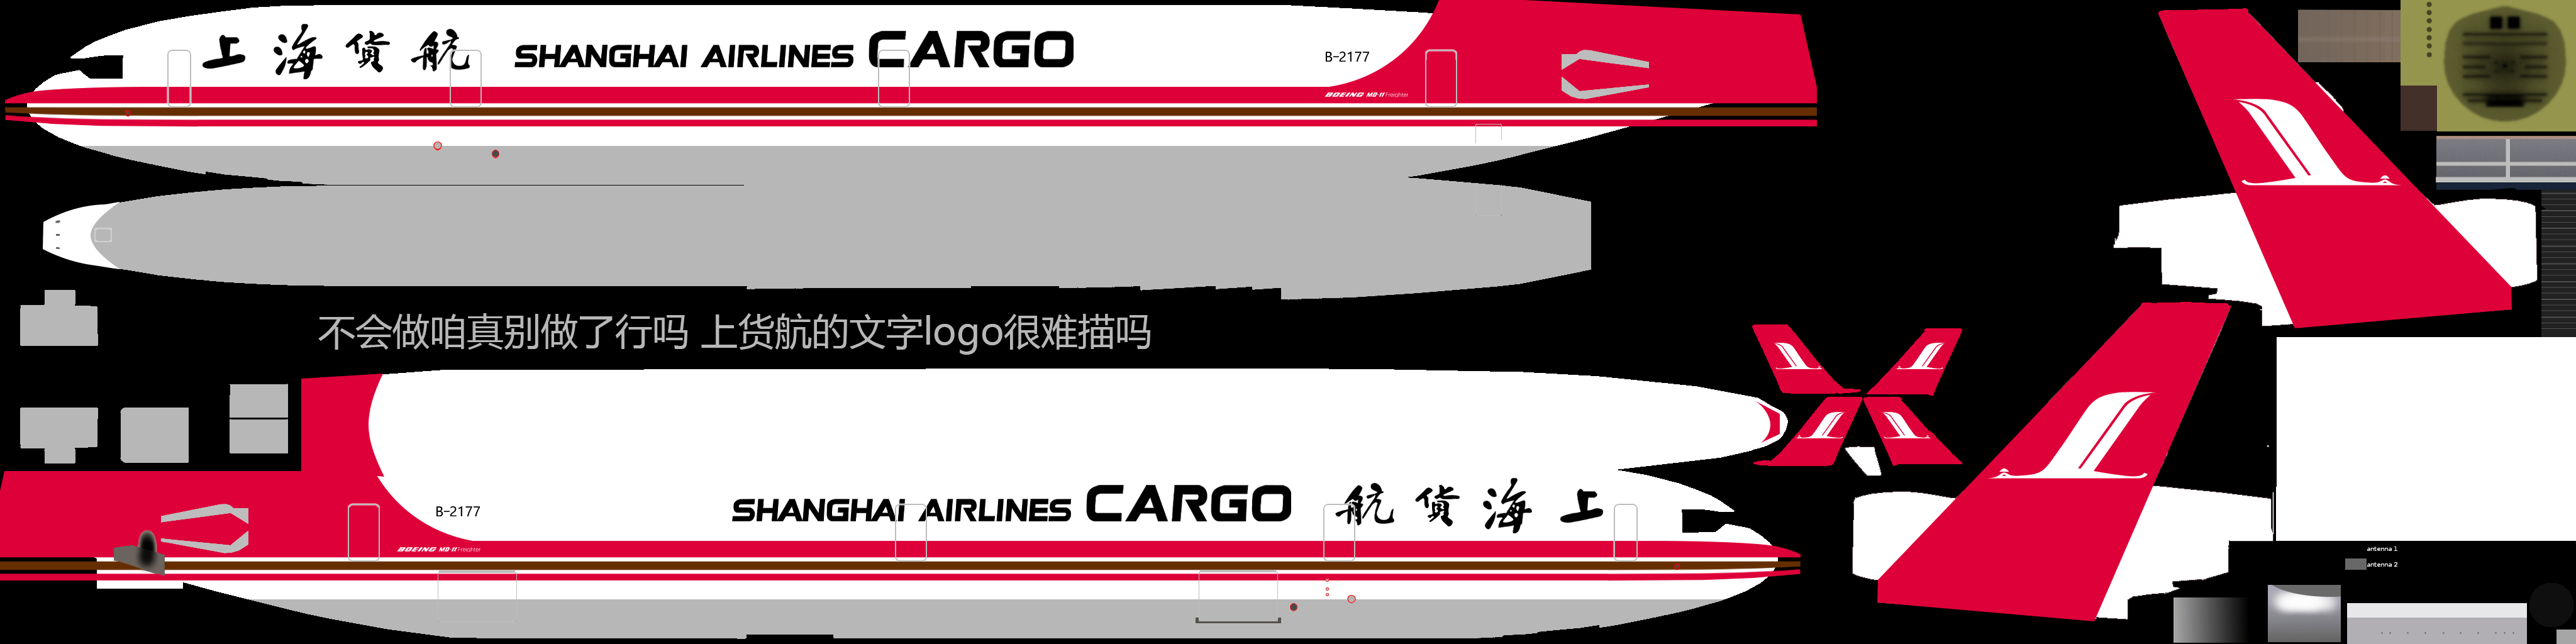 上海貨航 SHANGHAI AIRLINES CARGO
B-2177
BOEING MD-11 Freighter
不会做咱真别做了行吗 上货航的文字logo很难描吗
SHANGHAI AIRLINES CARGO 航貨海上
B-2177
BOEING MD-11 Freighter
antenna 1
antenna 2